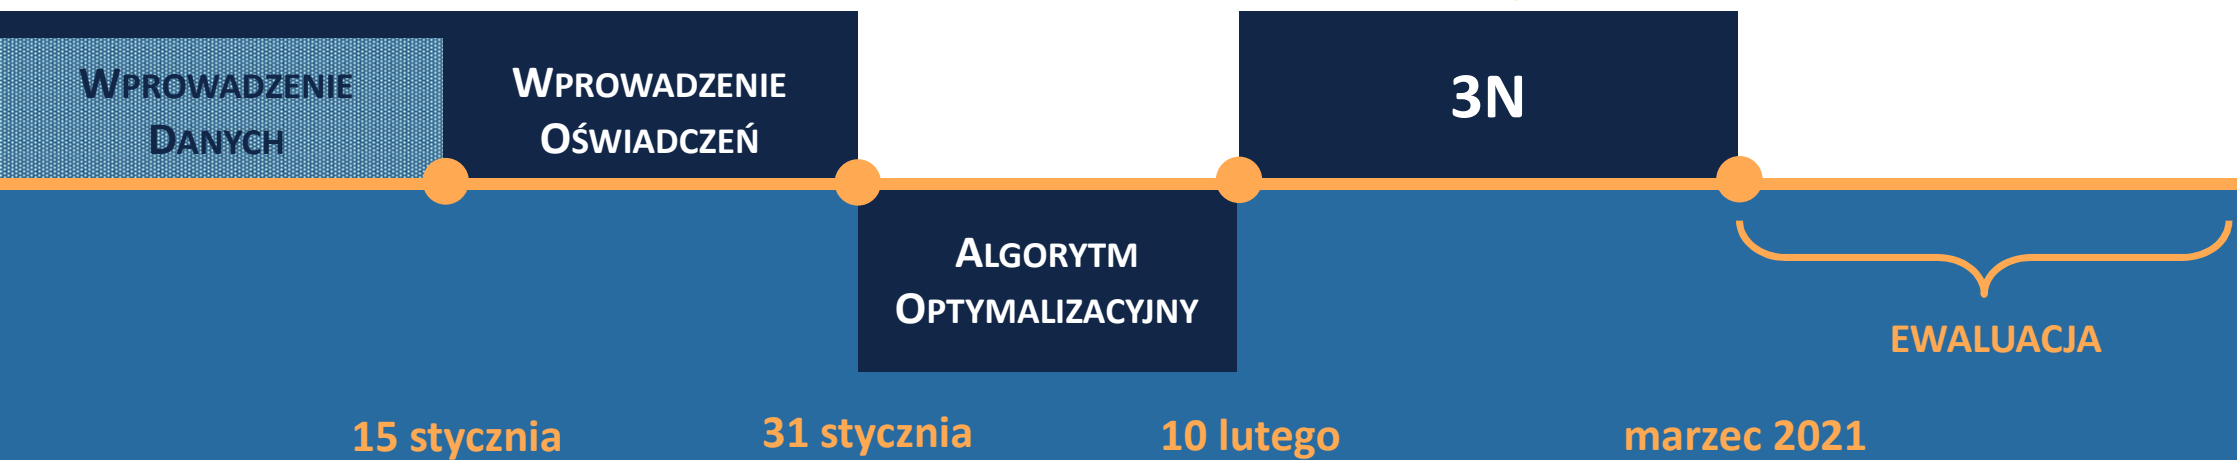 WPROWADZENIE
DANYCH
WPROWADZENIE
OŚWIADCZEŃ
3N
ALGORYTM
OPTYMALIZACYJNY
EWALUACJA
15 stycznia
31 stycznia
10 lutego
marzec 2021